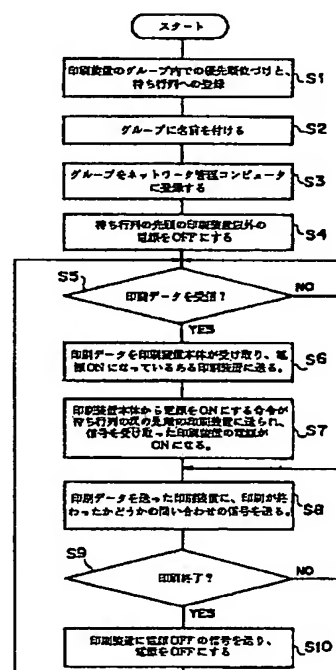 スタート
印刷装置のグループ内での優先順位づけと、
待ち行列への登録
S1
グループに名前を付ける
S2
グループをネットワーク管理コンピュータ
に登録する
S3
待ち行列の先頭の印刷装置以外の
電源をOFFにする
S4
S5
印刷データを受信?
NO
YES
印刷データを印刷装置本体が受け取り、電
源ONになっているある印刷装置に送る。
S6
印刷装置本体から電源をONにする命令が
待ち行列の次の先頭の印刷装置に送られ、
信号を受け取った印刷装置の電源が
ONになる。
S7
印刷データを送った印刷装置に、印刷が終
わったかどうかの問い合わせの信号を送る。
S8
S9
印刷終了?
NO
YES
印刷装置に電源OFFの信号を送り、
電源をOFFにする
S10